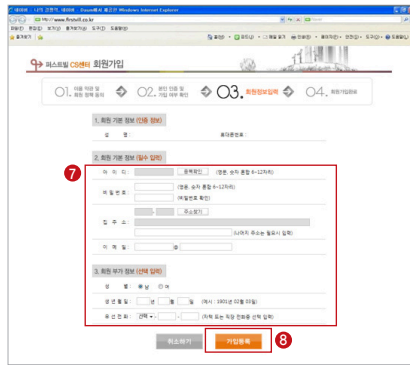 http://www.firstvill.co.kr
퍼스트빌 CS센터 회원가입
01. 이용 약관 및 회원 정책 동의
02. 본인 인증 및 가입 여부 확인
03. 회원정보입력
04. 회원가입완료
1. 회원 기본 정보 (인증 정보)
성 명 : 휴대폰번호 :
2. 회원 기본 정보 (필수 입력)
7
아 이 디 : 중복확인 (영문, 숫자 혼합 6~12자리)
비 밀 번 호 : (영문, 숫자 혼합 6~12자리)
(비밀번호 확인)
집 주 소 : - 주소찾기
(나머지 주소는 필요시 입력)
이 메 일 : @
3. 회원 부가 정보 (선택 입력)
성 별 : 남 여
생 년 월 일 : 년 월 일 (예시 : 1901년 02월 03일)
유 선 전 화 : 선택 - - (자택 또는 직장 전화중 선택 입력)
취소하기 가입등록 8